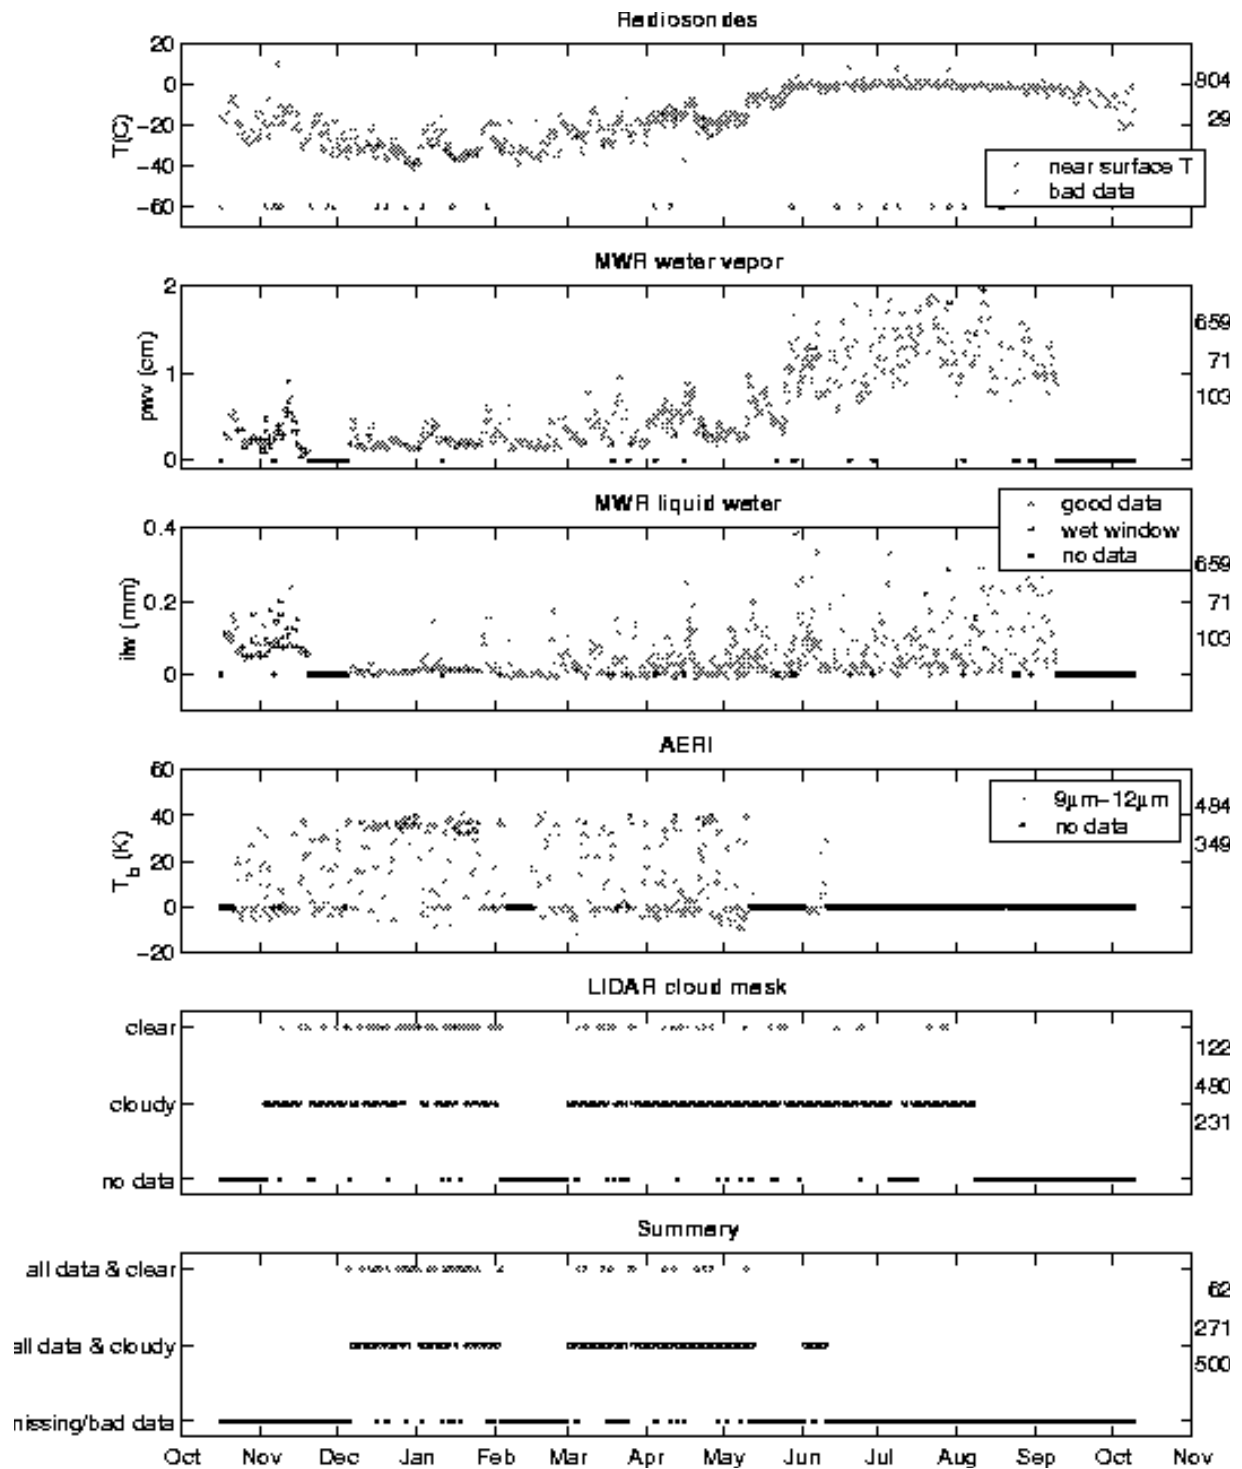 Radiosondes
20
0
-20
-40
-60
T(C)
804
29
near surface T
bad data
MWR water vapor
2
1
0
pwv (cm)
659
71
103
MWR liquid water
0.4
0.2
0
ilw (mm)
good data
wet window
no data
659
71
103
AERI
60
40
20
0
-20
T_b (K)
9μm-12μm
no data
484
349
LIDAR cloud mask
clear
cloudy
no data
122
480
231
Summary
all data & clear
all data & cloudy
missing/bad data
62
271
500
Oct Nov Dec Jan Feb Mar Apr May Jun Jul Aug Sep Oct Nov